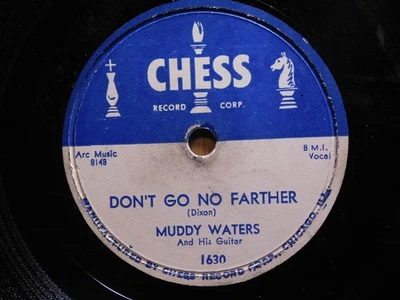 CHESS
RECORD CORP.
Arc Music
8148
B.M.I.
Vocal
DON'T GO NO FARTHER
(Dixon)
MUDDY WATERS
And His Guitar
1630
MANUFACTURED BY CHESS RECORD CORP., CHICAGO, ILL.